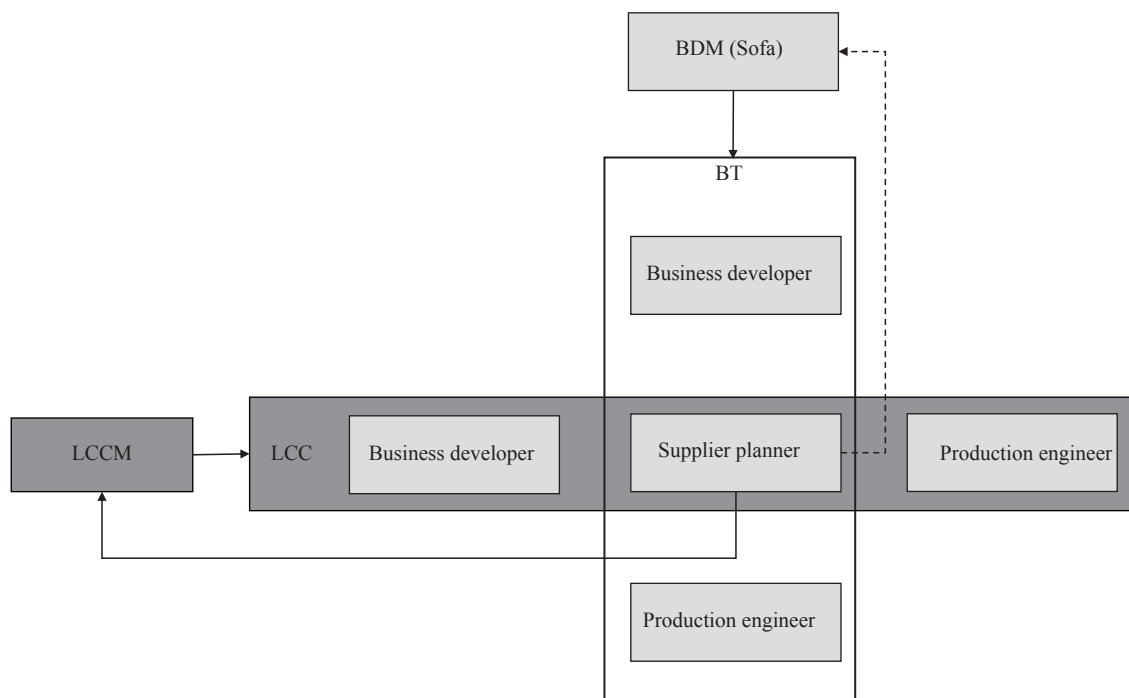 BDM (Sofa)
BT
Business developer
LCCM
LCC
Business developer
Supplier planner
Production engineer
Production engineer